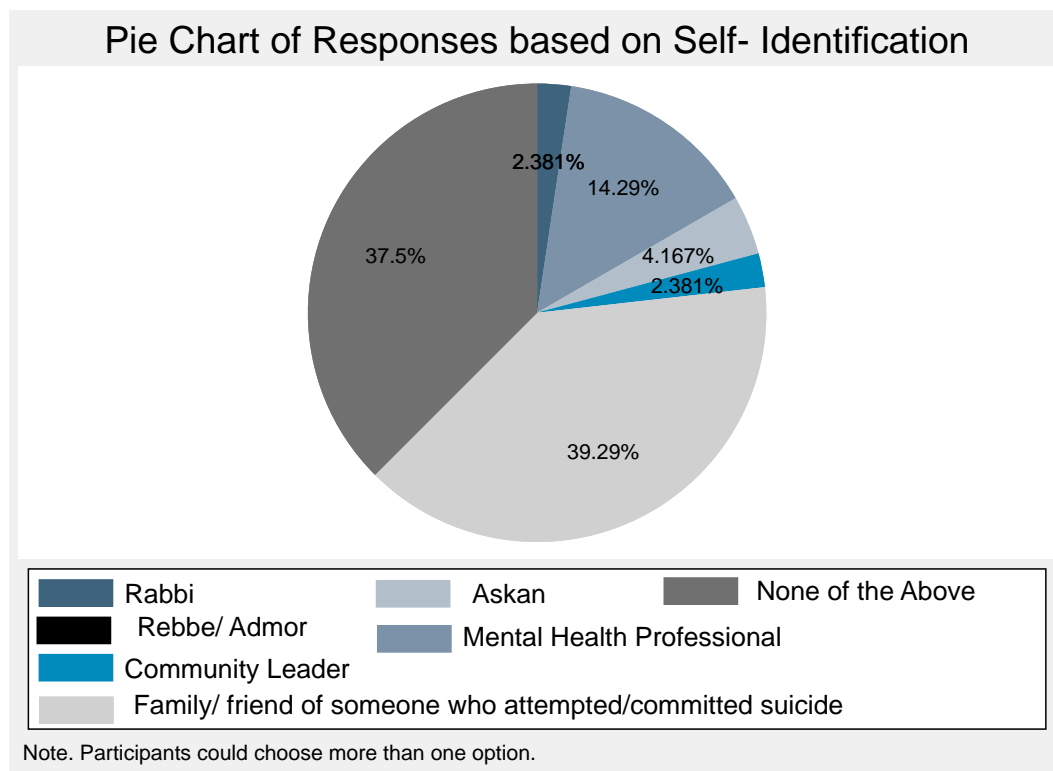 Pie Chart of Responses based on Self- Identification
2.381%
14.29%
37.5%
4.167%
2.381%
39.29%
Rabbi
Askan
None of the Above
Rebbe/ Admor
Mental Health Professional
Community Leader
Family/ friend of someone who attempted/committed suicide
Note. Participants could choose more than one option.